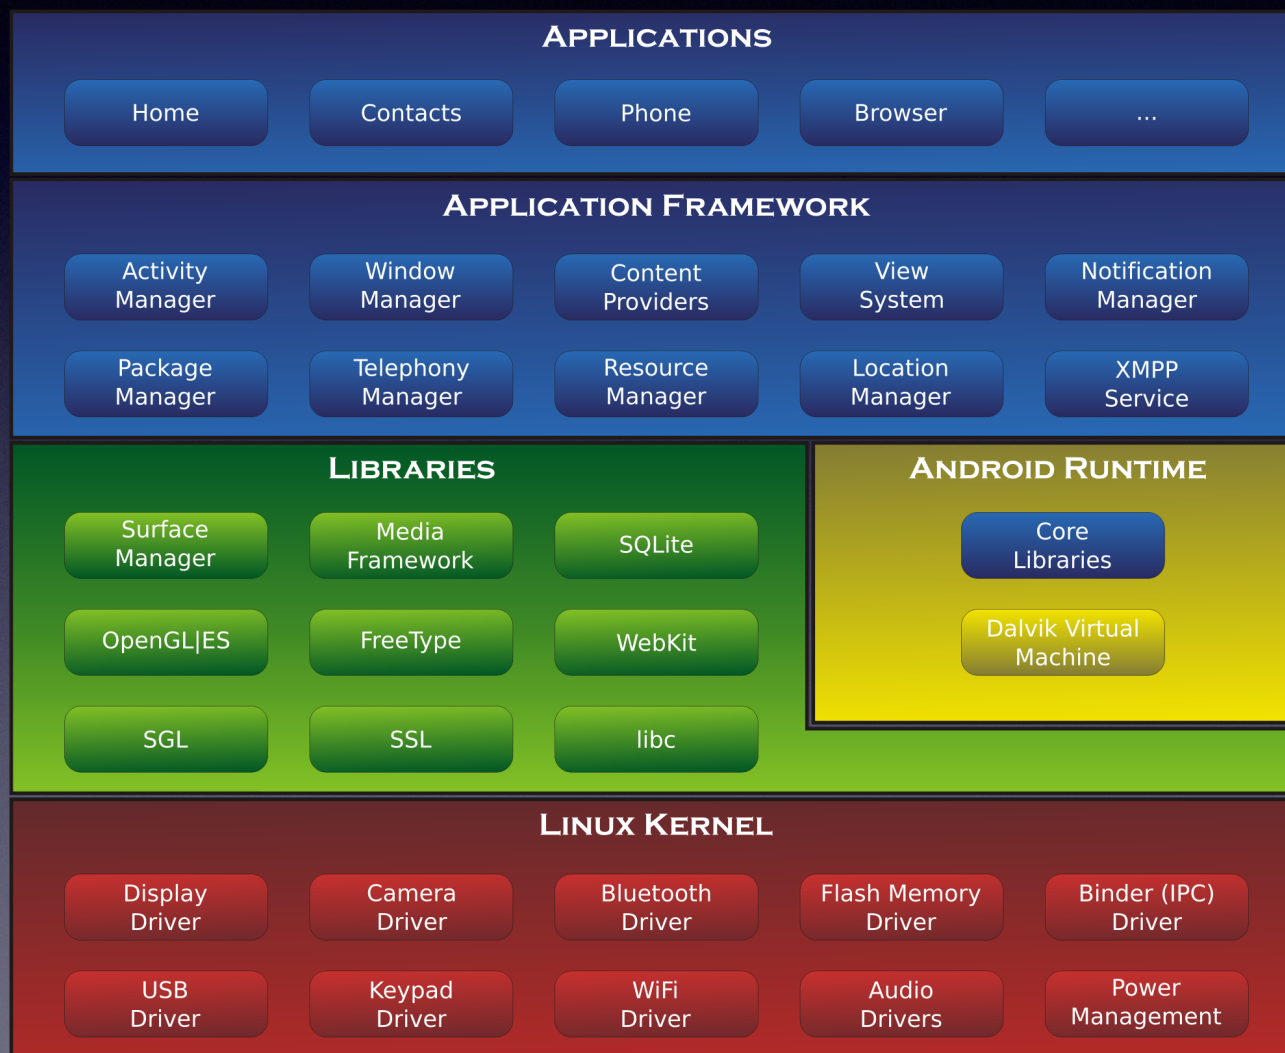 APPLICATIONS
Home
Contacts
Phone
Browser
...
APPLICATION FRAMEWORK
Activity
Manager
Window
Manager
Content
Providers
View
System
Notification
Manager
Package
Manager
Telephony
Manager
Resource
Manager
Location
Manager
XMPP
Service
LIBRARIES
Surface
Manager
Media
Framework
SQLite
OpenGL|ES
FreeType
WebKit
SGL
SSL
libc
ANDROID RUNTIME
Core
Libraries
Dalvik Virtual
Machine
LINUX KERNEL
Display
Driver
Camera
Driver
Bluetooth
Driver
Flash Memory
Driver
Binder (IPC)
Driver
USB
Driver
Keypad
Driver
WiFi
Driver
Audio
Drivers
Power
Management